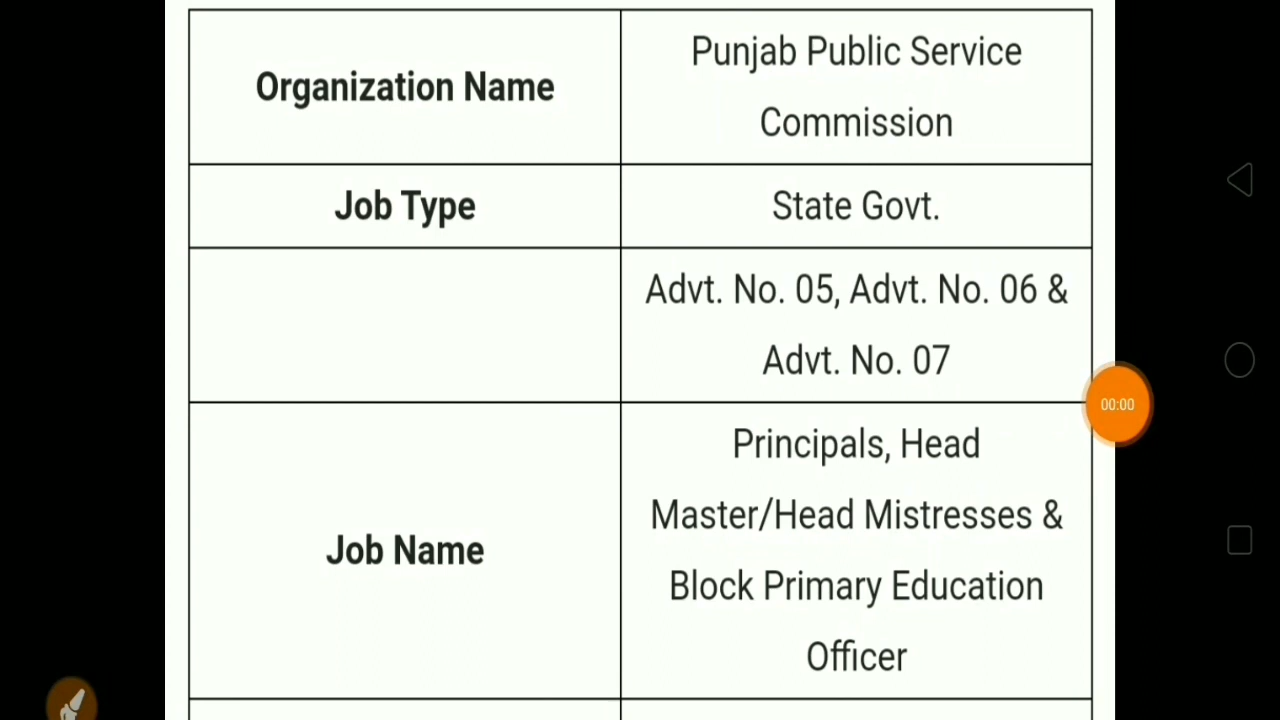 Organization Name
Punjab Public Service
Commission
Job Type
State Govt.
Advt. No. 05, Advt. No. 06 &
Advt. No. 07
Job Name
Principals, Head
Master/Head Mistresses &
Block Primary Education
Officer
00:00